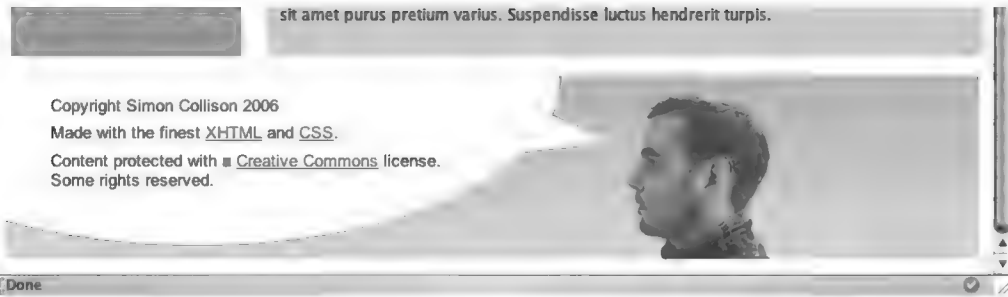 sit amet purus pretium varius. Suspendisse luctus hendrerit turpis.
Copyright Simon Collison 2006
Made with the finest XHTML and CSS.
Content protected with Creative Commons license.
Some rights reserved.
Done